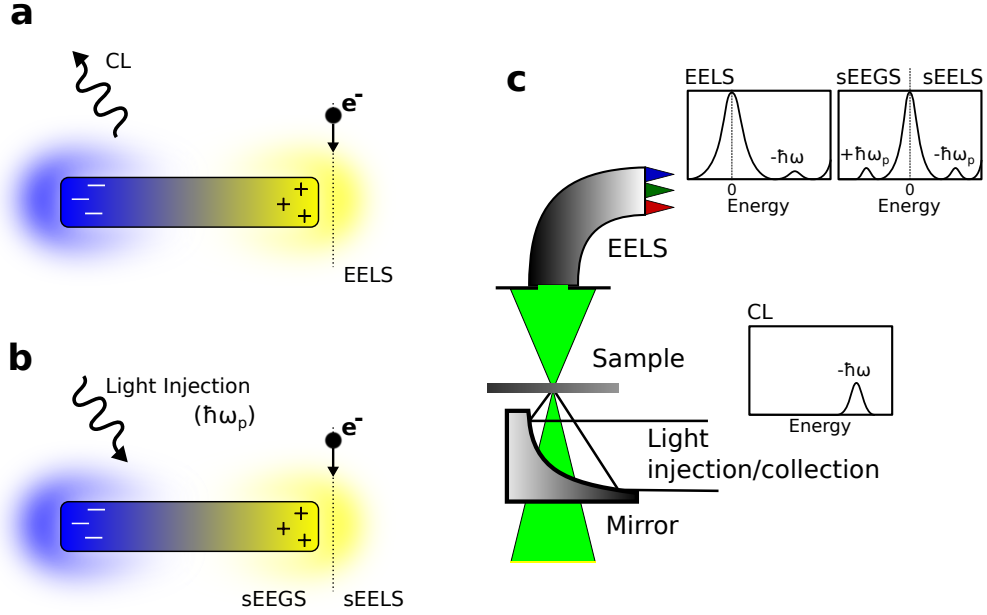 a
CL
e-
− − −
+ + +
EELS
b
Light Injection
(ħωp)
e-
− − −
+ + +
sEEGS sEELS
c
EELS
-ħω
0
Energy
sEEGS sEELS
+ħωp -ħωp
0
Energy
EELS
Sample
CL
-ħω
Energy
Light
injection/collection
Mirror